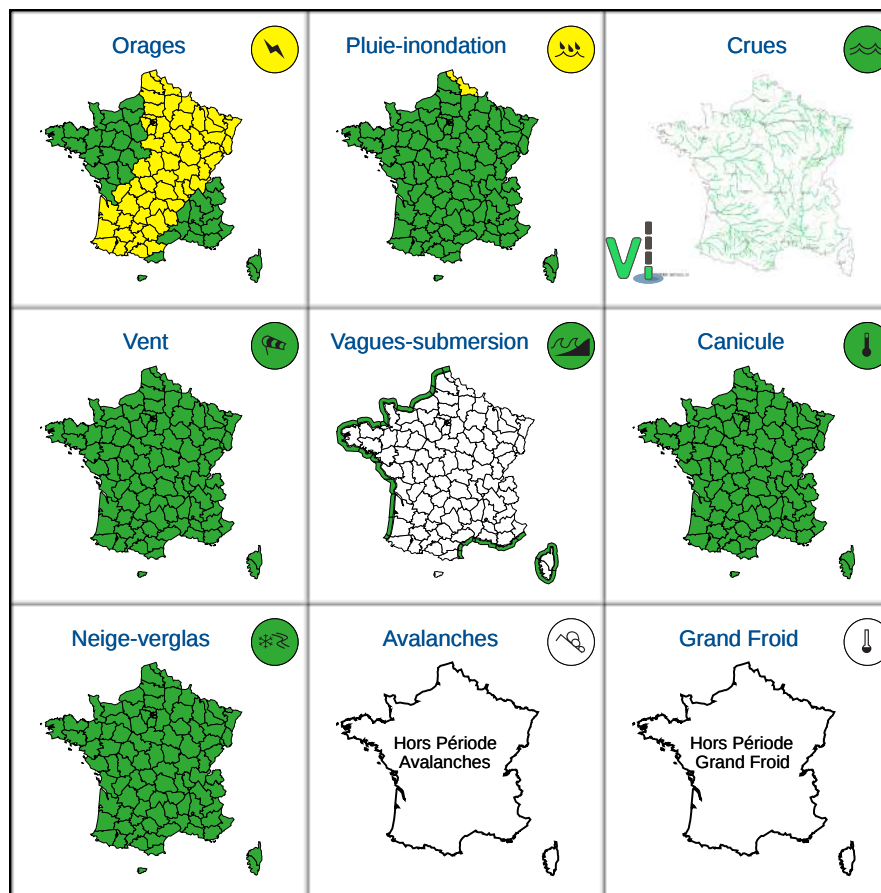 Orages
Pluie-inondation
Crues
Vent
Vagues-submersion
Canicule
Neige-verglas
Avalanches
Grand Froid
Hors Période
Avalanches
Hors Période
Grand Froid